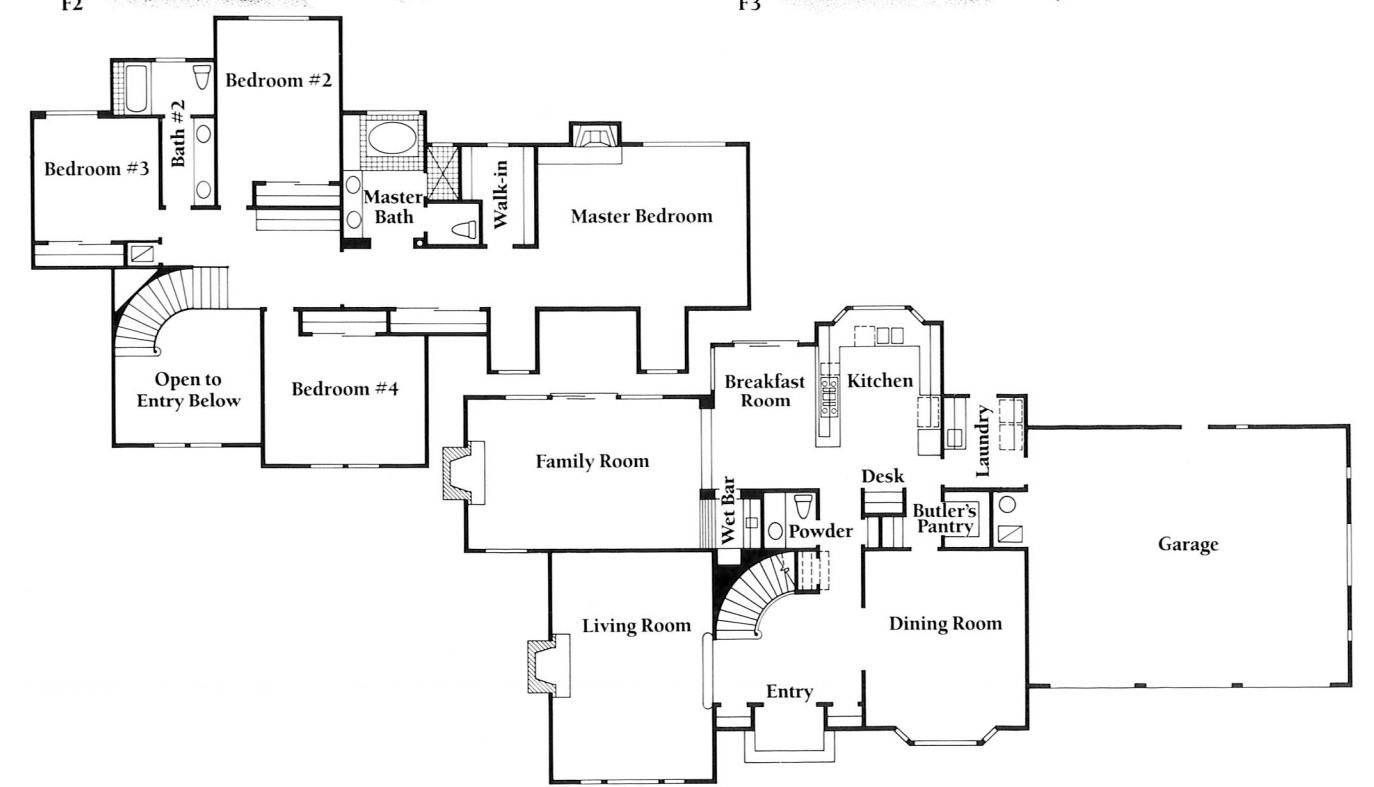 F2
F3
Bedroom #2
Bath #2
Bedroom #3
Master
Bath
Walk-in
Master Bedroom
Open to
Entry Below
Bedroom #4
Breakfast
Room
Kitchen
Laundry
Family Room
Desk
Wet Bar
Powder
Butler's
Pantry
Garage
Living Room
Dining Room
Entry